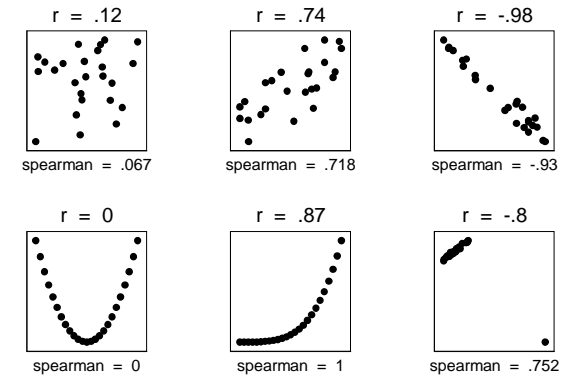 r = .12
r = .74
r = -.98
spearman = .067
spearman = .718
spearman = -.93
r = 0
r = .87
r = -.8
spearman = 0
spearman = 1
spearman = .752